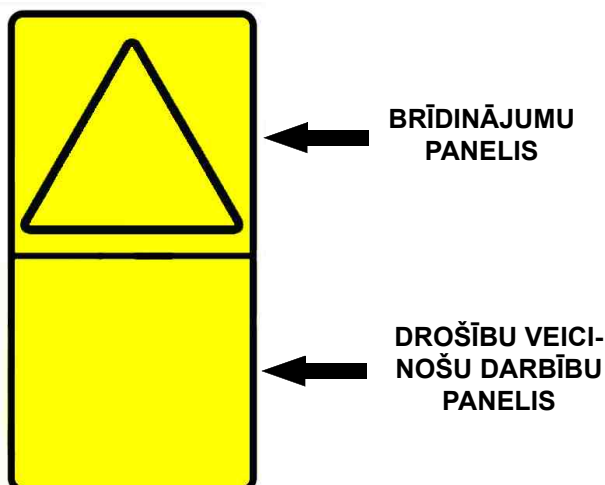 BRĪDINĀJUMU
PANELIS
DROŠĪBU VEICI-
NOŠU DARBĪBU
PANELIS